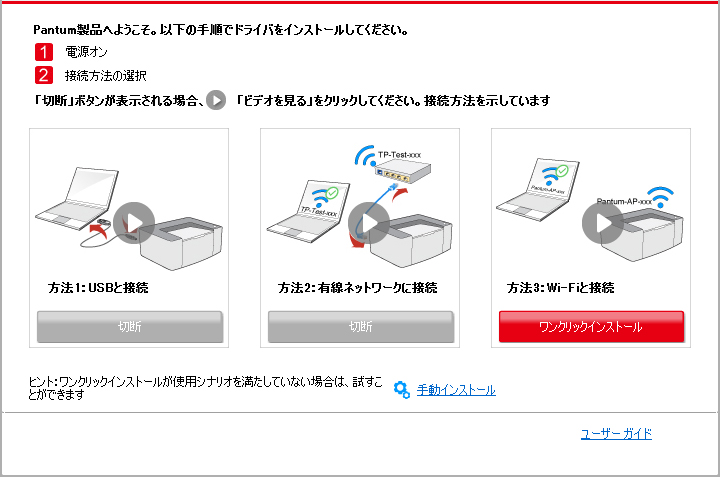 Pantum製品へようこそ。以下の手順でドライバをインストールしてください。
1 電源オン
2 接続方法の選択
「切断」ボタンが表示される場合、 「ビデオを見る」をクリックしてください。接続方法を示しています
TP-Test-xxx
TP-Test-xxx
Pantum-AP-xxx
Pantum-AP-xxx
方法1：USBと接続
方法2：有線ネットワークに接続
方法3：Wi-Fiと接続
切断
切断
ワンクリックインストール
ヒント：ワンクリックインストールが使用シナリオを満たしていない場合は、試すこ
とができます
手動インストール
ユーザー ガイド